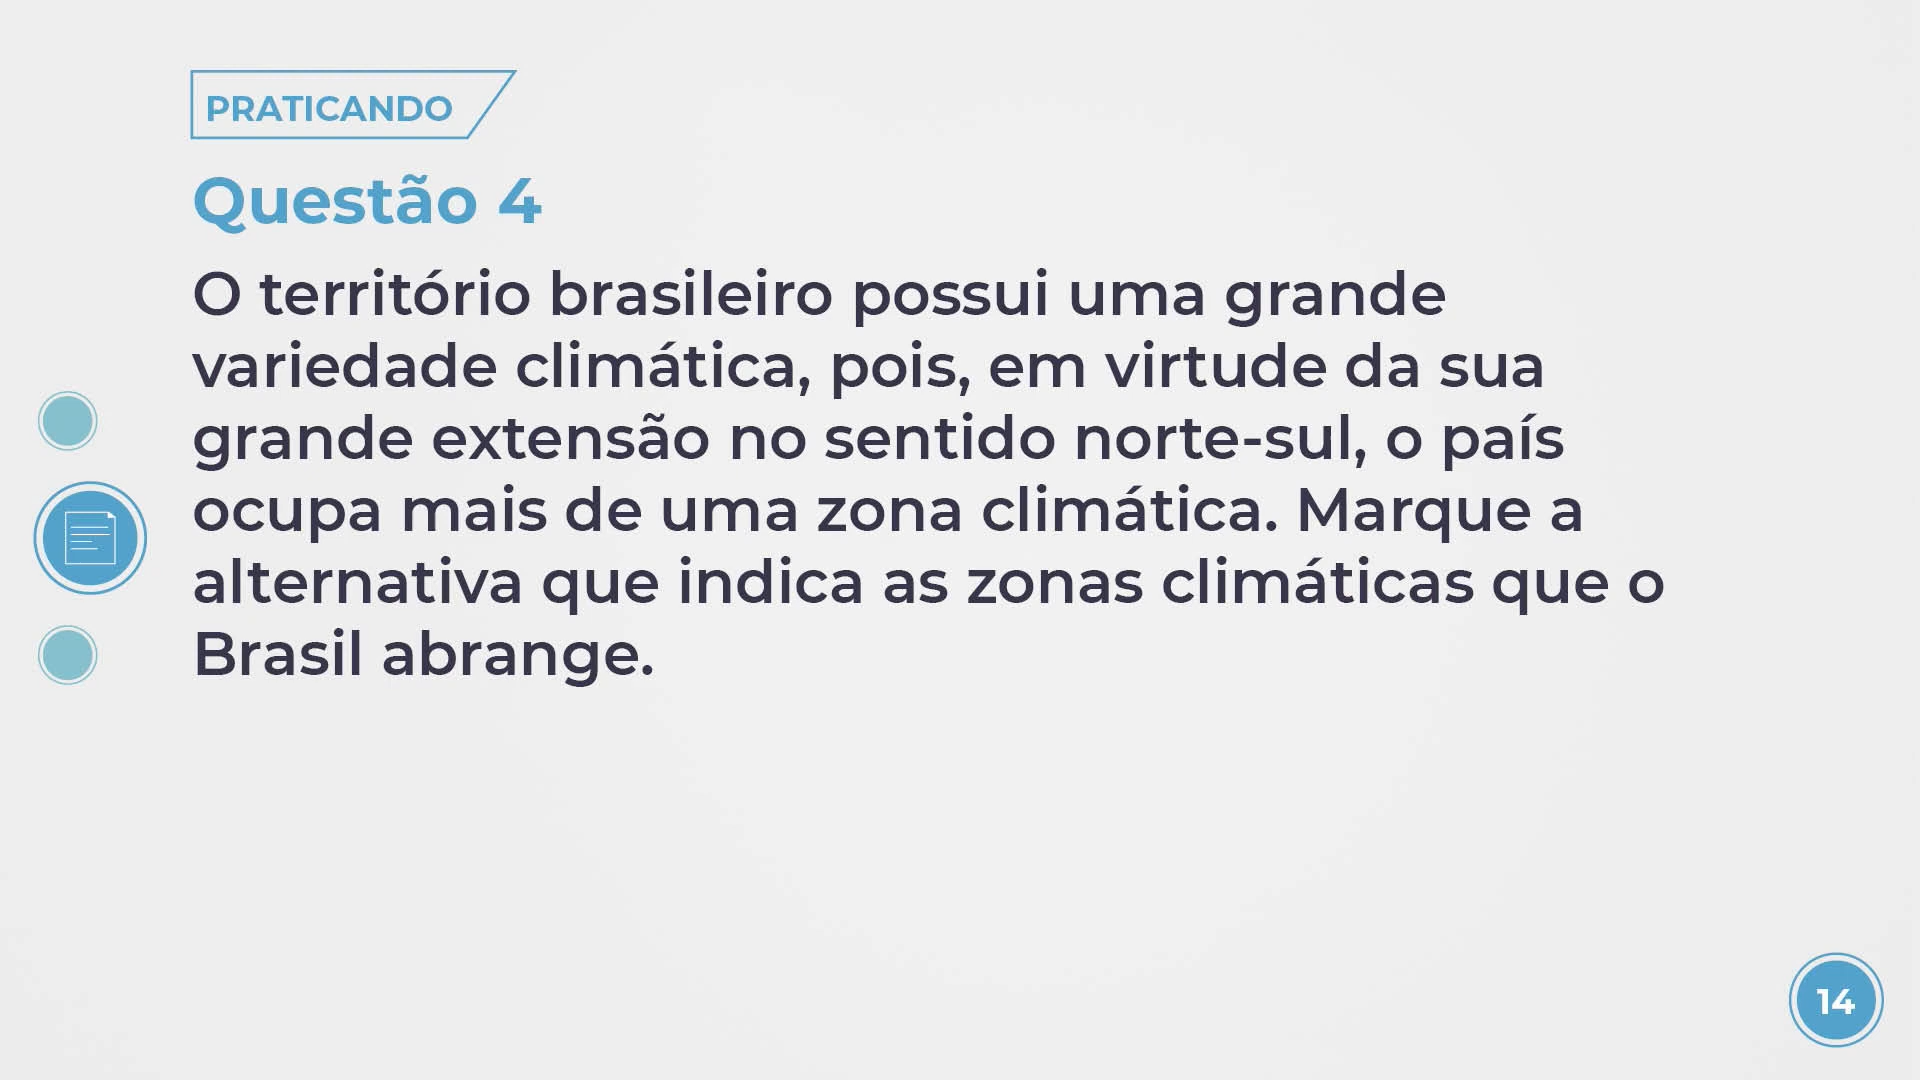 PRATICANDO
Questão 4
O território brasileiro possui uma grande
variedade climática, pois, em virtude da sua
grande extensão no sentido norte-sul, o país
ocupa mais de uma zona climática. Marque a
alternativa que indica as zonas climáticas que o
Brasil abrange.
14